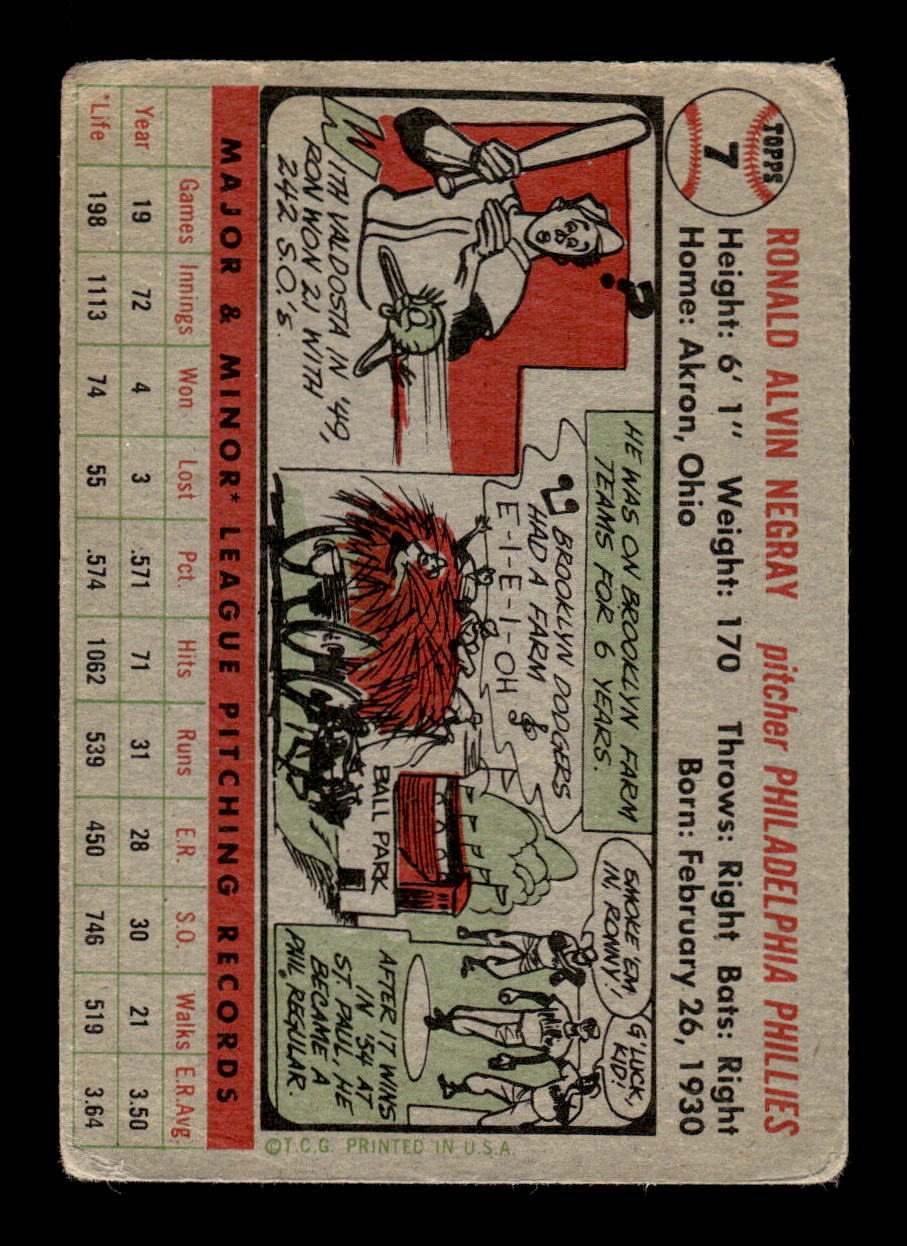 TOPPS
7
RONALD ALVIN NEGRAY pitcher PHILADELPHIA PHILLIES
Height: 6' 1" Weight: 170 Throws: Right Bats: Right
Home: Akron, Ohio Born: February 26, 1930
WITH VALDOSTA IN '49,
RON WON 21 WITH
242 S.O.'s.
?
HE WAS ON BROOKLYN FARM
TEAMS FOR 6 YEARS.
BROOKLYN DODGERS
HAD A FARM
E-I-E-I-OH
BALL PARK
SMOKE 'EM
IN, RONNY!
G'LUCK,
KID!
AFTER 17 WINS
IN '54 AT
ST. PAUL, HE
BECAME A
PHIL REGULAR.
MAJOR & MINOR* LEAGUE PITCHING RECORDS
Games Innings Won Lost Pct. Hits Runs E.R. S.O. Walks E.R.Avg.
Year 19 72 4 3 .571 71 31 28 30 21 3.50
*Life 198 1113 74 55 .574 1062 539 450 746 519 3.64
©T.C.G. PRINTED IN U.S.A.